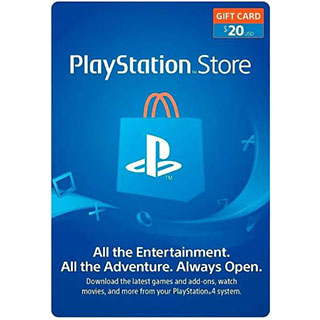 GIFT CARD
$20 USD
PlayStation Store
TM
All the Entertainment.
All the Adventure. Always Open.
Download the latest games and add-ons, watch
movies, and more from your PlayStation®4 system.